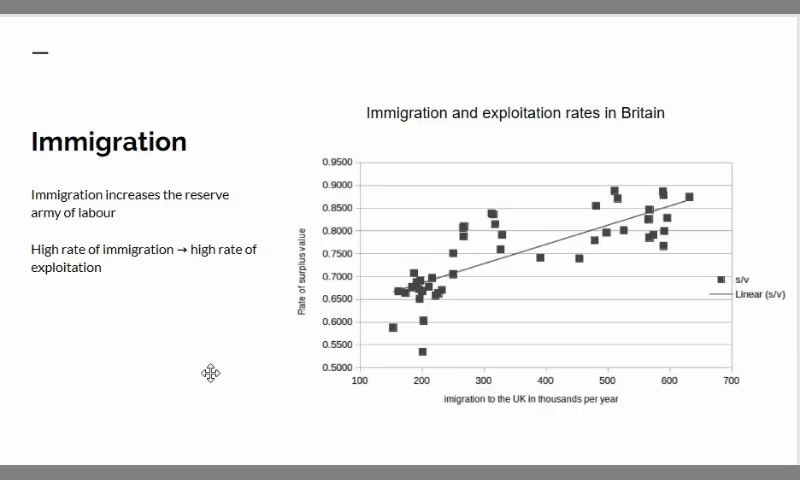 Immigration and exploitation rates in Britain
Immigration
Immigration increases the reserve
army of labour
High rate of immigration → high rate of
exploitation
Rate of surplus value
0.9500
0.9000
0.8500
0.8000
0.7500
0.7000
0.6500
0.6000
0.5500
0.5000
100 200 300 400 500 600 700
imigration to the UK in thousands per year
s/v
Linear (s/v)